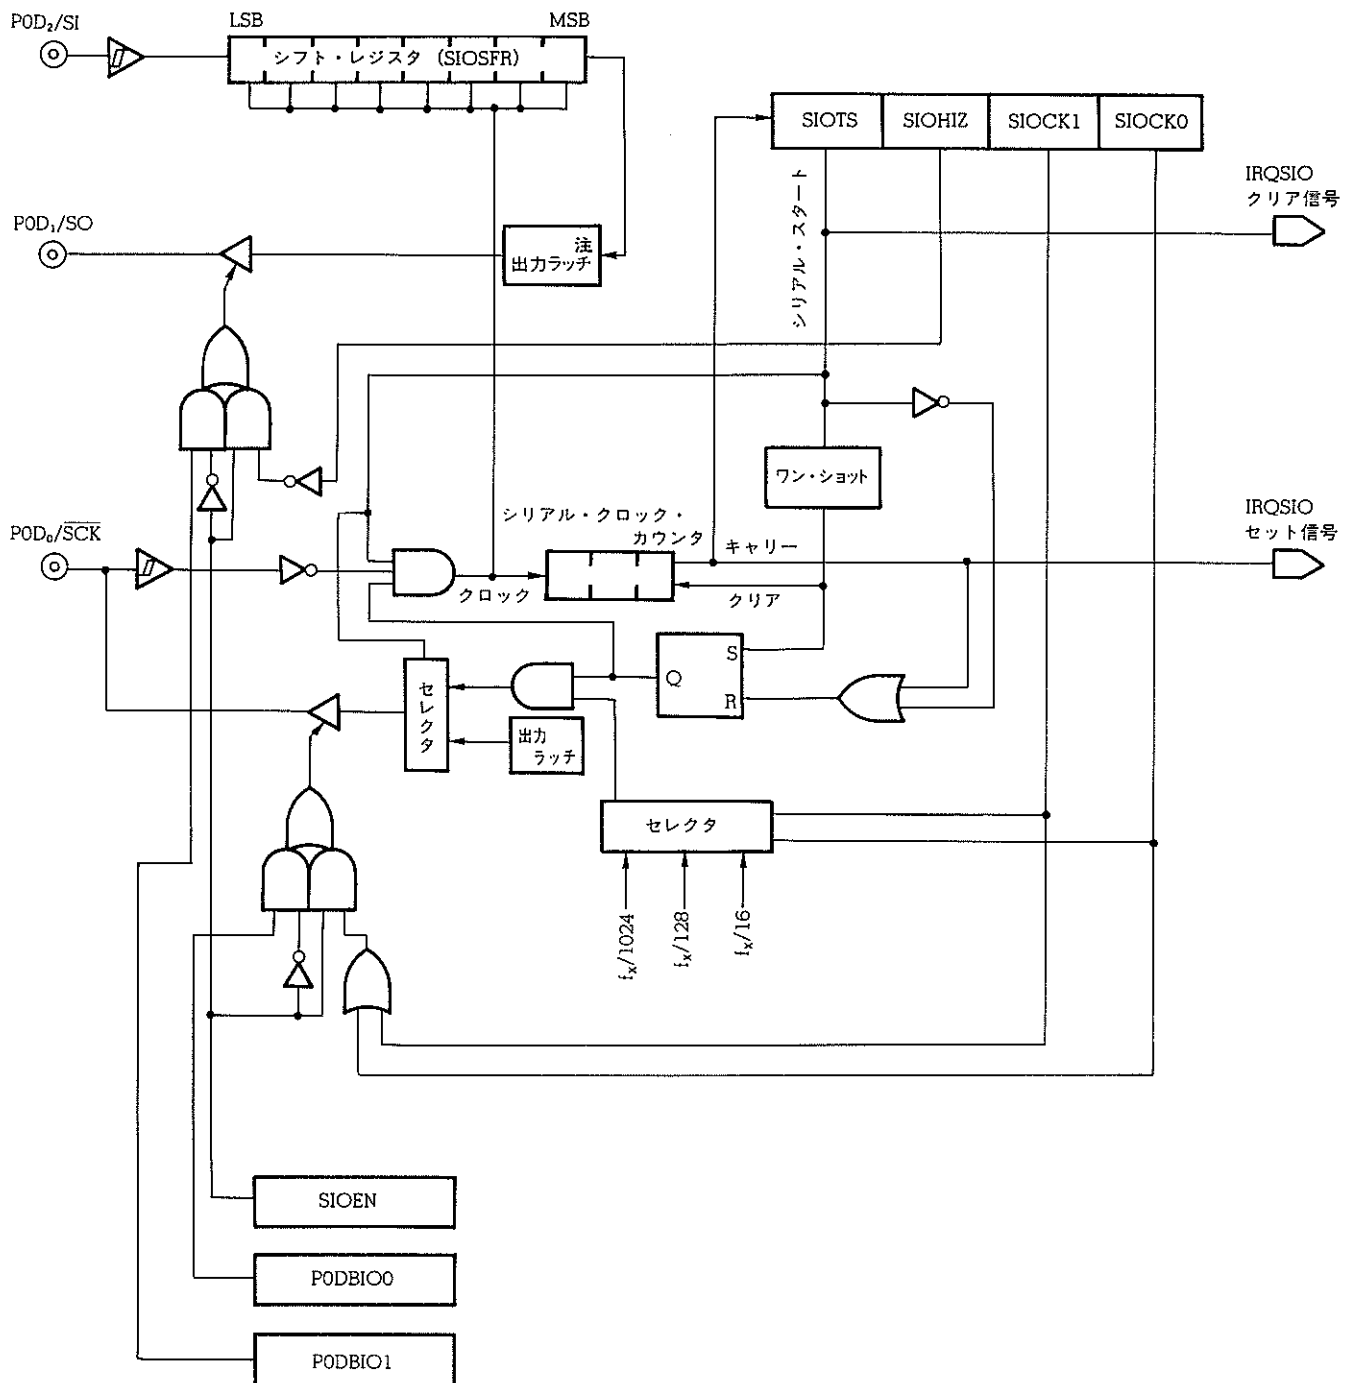 P0D₂/SI
LSB
MSB
シフト・レジスタ (SIOSFR)
SIOTS
SIOHIZ
SIOCK1
SIOCK0
シリアル・スタート
IRQSIO
クリア信号
P0D₁/SO
注
出力ラッチ
ワン・ショット
P0D₀/S̅C̅K̅
シリアル・クロック・
カウンタ
キャリー
IRQSIO
セット信号
クロック
クリア
S
Q
R
セレクタ
出力
ラッチ
セレクタ
fx/1024
fx/128
fx/16
SIOEN
P0DBIO0
P0DBIO1